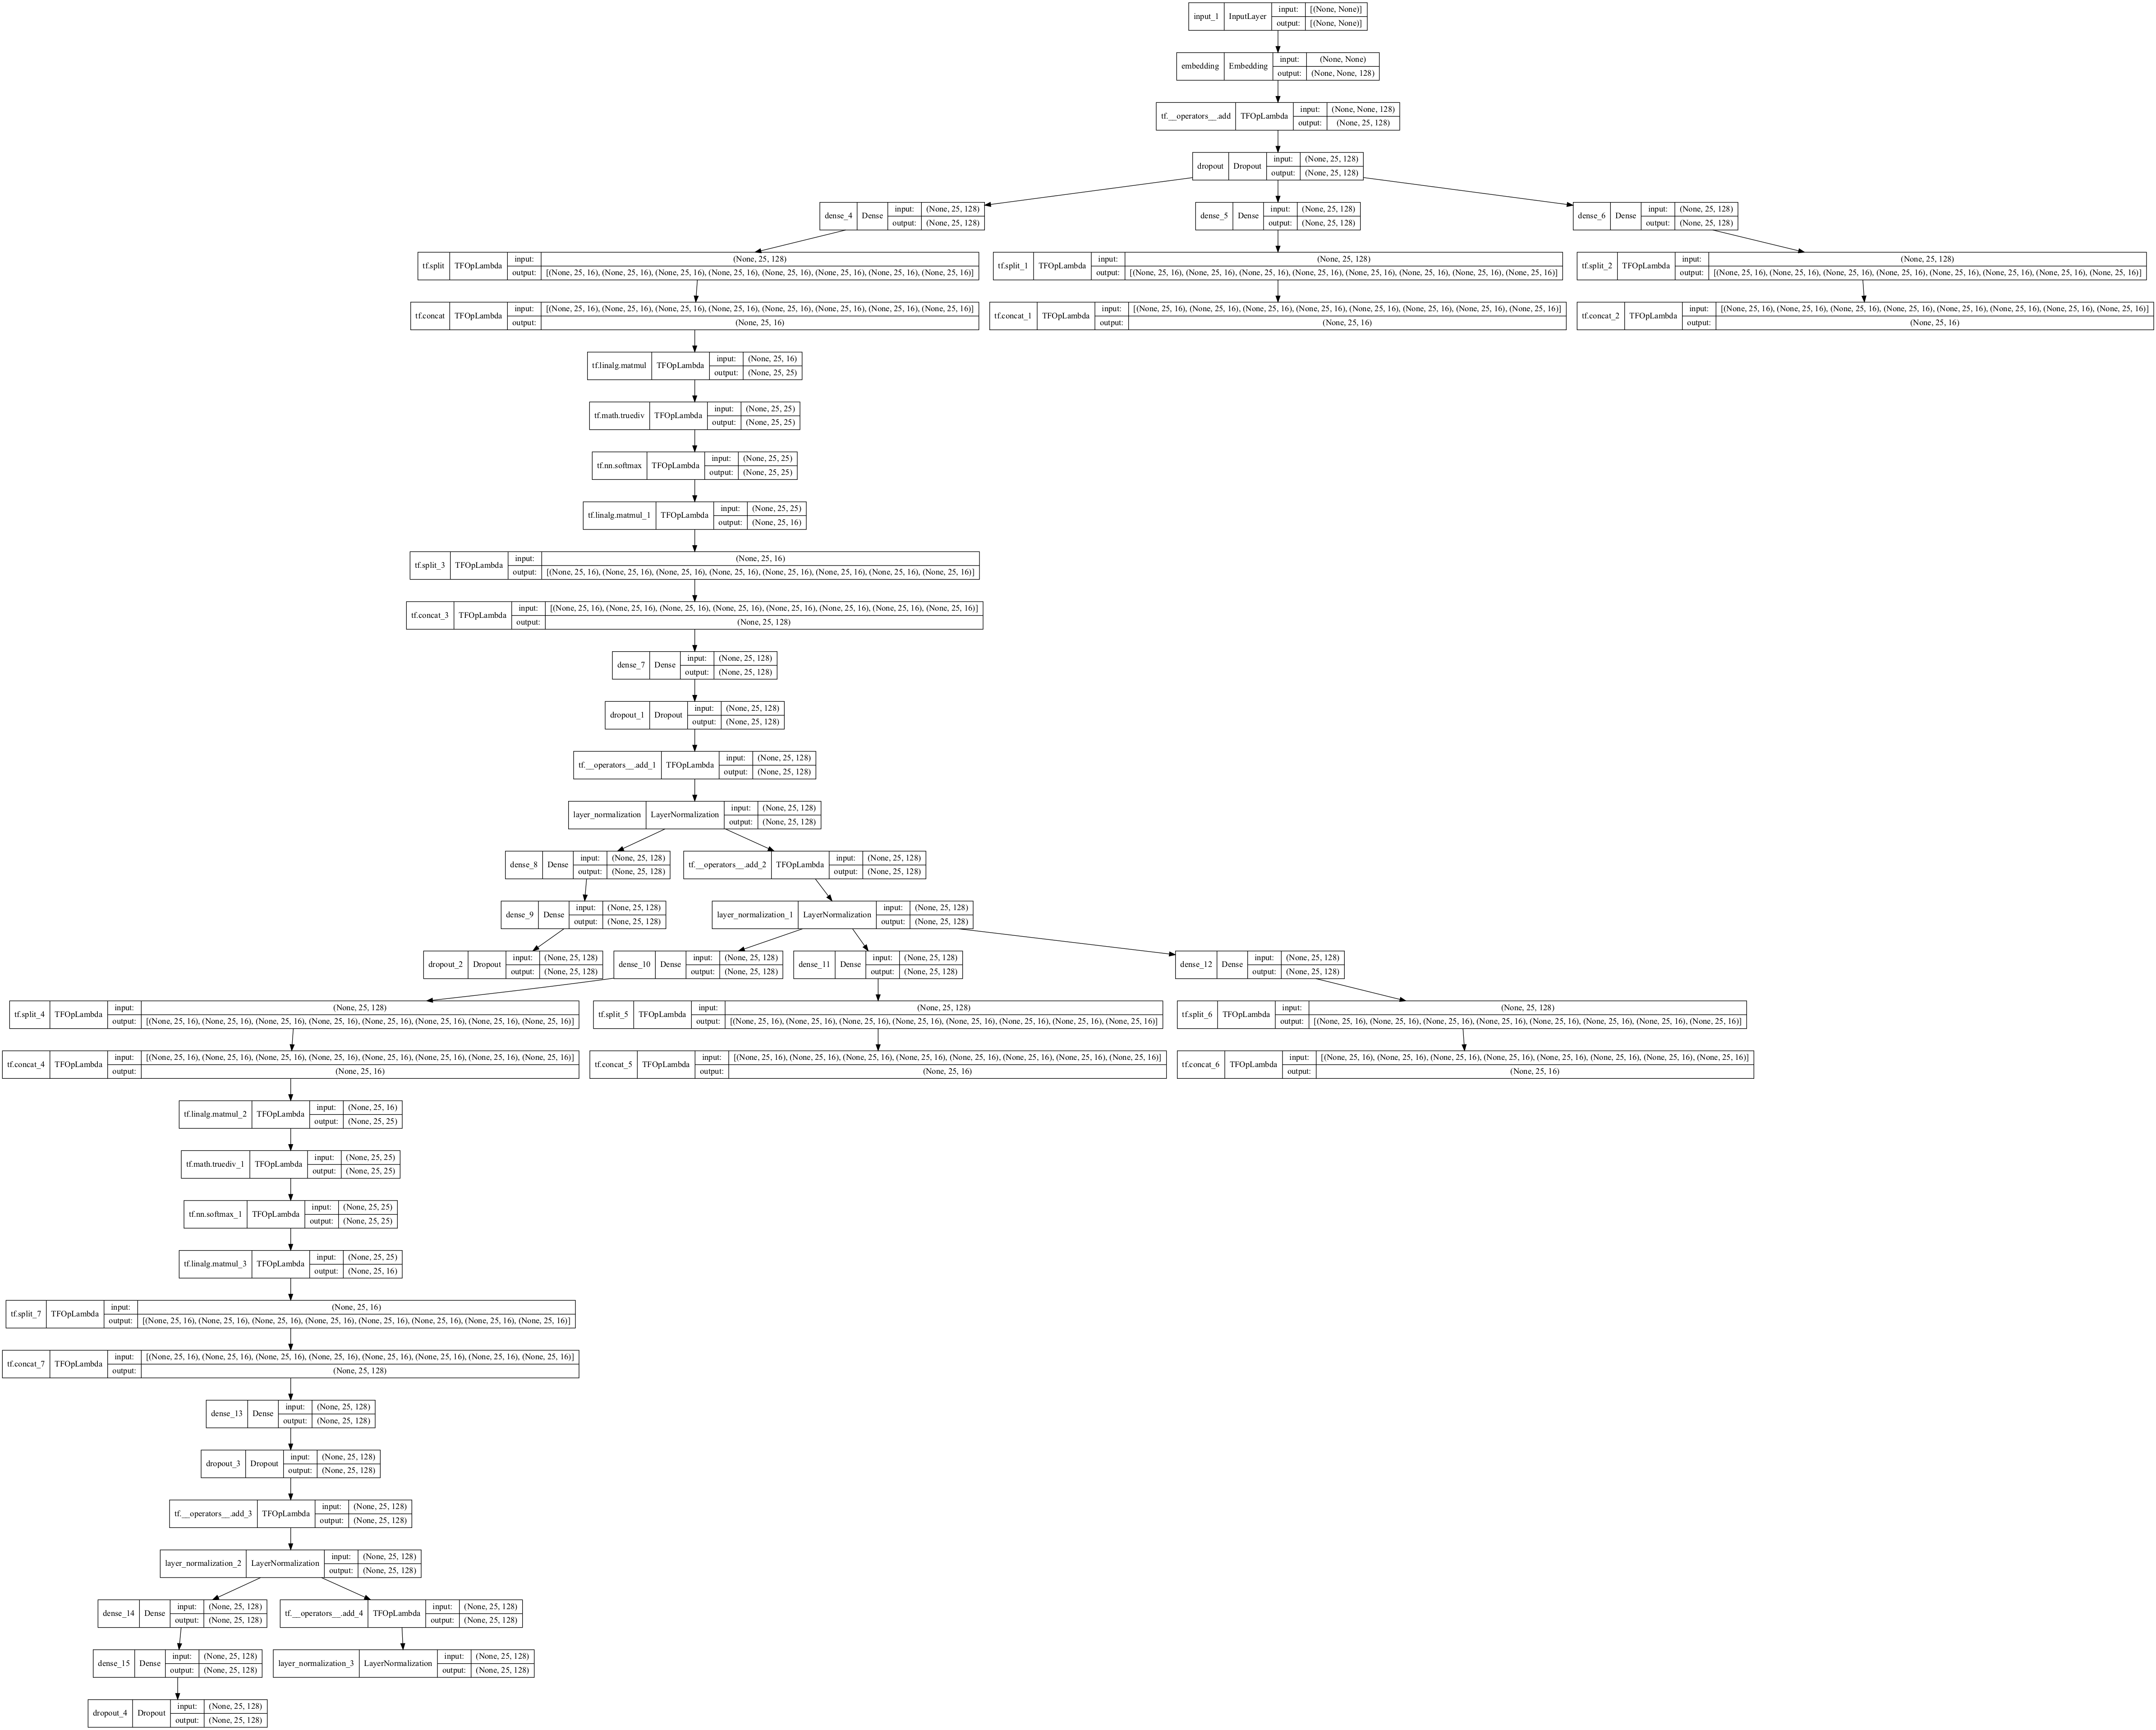 input_1 InputLayer input: [(None, None)]
output: [(None, None)]
embedding Embedding input: (None, None)
output: (None, None, 128)
tf.__operators__.add TFOpLambda input: (None, None, 128)
output: (None, 25, 128)
dropout Dropout input: (None, 25, 128)
output: (None, 25, 128)
dense_4 Dense input: (None, 25, 128)
output: (None, 25, 128)
dense_5 Dense input: (None, 25, 128)
output: (None, 25, 128)
dense_6 Dense input: (None, 25, 128)
output: (None, 25, 128)
tf.split TFOpLambda input: (None, 25, 128)
output: [(None, 25, 16), (None, 25, 16), (None, 25, 16), (None, 25, 16), (None, 25, 16), (None, 25, 16), (None, 25, 16), (None, 25, 16)]
tf.split_1 TFOpLambda input: (None, 25, 128)
output: [(None, 25, 16), (None, 25, 16), (None, 25, 16), (None, 25, 16), (None, 25, 16), (None, 25, 16), (None, 25, 16), (None, 25, 16)]
tf.split_2 TFOpLambda input: (None, 25, 128)
output: [(None, 25, 16), (None, 25, 16), (None, 25, 16), (None, 25, 16), (None, 25, 16), (None, 25, 16), (None, 25, 16), (None, 25, 16)]
tf.concat TFOpLambda input: [(None, 25, 16), (None, 25, 16), (None, 25, 16), (None, 25, 16), (None, 25, 16), (None, 25, 16), (None, 25, 16), (None, 25, 16)]
output: (None, 25, 16)
tf.concat_1 TFOpLambda input: [(None, 25, 16), (None, 25, 16), (None, 25, 16), (None, 25, 16), (None, 25, 16), (None, 25, 16), (None, 25, 16), (None, 25, 16)]
output: (None, 25, 16)
tf.concat_2 TFOpLambda input: [(None, 25, 16), (None, 25, 16), (None, 25, 16), (None, 25, 16), (None, 25, 16), (None, 25, 16), (None, 25, 16), (None, 25, 16)]
output: (None, 25, 16)
tf.linalg.matmul TFOpLambda input: (None, 25, 16)
output: (None, 25, 25)
tf.math.truediv TFOpLambda input: (None, 25, 25)
output: (None, 25, 25)
tf.nn.softmax TFOpLambda input: (None, 25, 25)
output: (None, 25, 25)
tf.linalg.matmul_1 TFOpLambda input: (None, 25, 25)
output: (None, 25, 16)
tf.split_3 TFOpLambda input: (None, 25, 16)
output: [(None, 25, 16), (None, 25, 16), (None, 25, 16), (None, 25, 16), (None, 25, 16), (None, 25, 16), (None, 25, 16), (None, 25, 16)]
tf.concat_3 TFOpLambda input: [(None, 25, 16), (None, 25, 16), (None, 25, 16), (None, 25, 16), (None, 25, 16), (None, 25, 16), (None, 25, 16), (None, 25, 16)]
output: (None, 25, 128)
dense_7 Dense input: (None, 25, 128)
output: (None, 25, 128)
dropout_1 Dropout input: (None, 25, 128)
output: (None, 25, 128)
tf.__operators__.add_1 TFOpLambda input: (None, 25, 128)
output: (None, 25, 128)
layer_normalization LayerNormalization input: (None, 25, 128)
output: (None, 25, 128)
dense_8 Dense input: (None, 25, 128)
output: (None, 25, 128)
tf.__operators__.add_2 TFOpLambda input: (None, 25, 128)
output: (None, 25, 128)
dense_9 Dense input: (None, 25, 128)
output: (None, 25, 128)
layer_normalization_1 LayerNormalization input: (None, 25, 128)
output: (None, 25, 128)
dropout_2 Dropout input: (None, 25, 128)
output: (None, 25, 128)
dense_10 Dense input: (None, 25, 128)
output: (None, 25, 128)
dense_11 Dense input: (None, 25, 128)
output: (None, 25, 128)
dense_12 Dense input: (None, 25, 128)
output: (None, 25, 128)
tf.split_4 TFOpLambda input: (None, 25, 128)
output: [(None, 25, 16), (None, 25, 16), (None, 25, 16), (None, 25, 16), (None, 25, 16), (None, 25, 16), (None, 25, 16), (None, 25, 16)]
tf.split_5 TFOpLambda input: (None, 25, 128)
output: [(None, 25, 16), (None, 25, 16), (None, 25, 16), (None, 25, 16), (None, 25, 16), (None, 25, 16), (None, 25, 16), (None, 25, 16)]
tf.split_6 TFOpLambda input: (None, 25, 128)
output: [(None, 25, 16), (None, 25, 16), (None, 25, 16), (None, 25, 16), (None, 25, 16), (None, 25, 16), (None, 25, 16), (None, 25, 16)]
tf.concat_4 TFOpLambda input: [(None, 25, 16), (None, 25, 16), (None, 25, 16), (None, 25, 16), (None, 25, 16), (None, 25, 16), (None, 25, 16), (None, 25, 16)]
output: (None, 25, 16)
tf.concat_5 TFOpLambda input: [(None, 25, 16), (None, 25, 16), (None, 25, 16), (None, 25, 16), (None, 25, 16), (None, 25, 16), (None, 25, 16), (None, 25, 16)]
output: (None, 25, 16)
tf.concat_6 TFOpLambda input: [(None, 25, 16), (None, 25, 16), (None, 25, 16), (None, 25, 16), (None, 25, 16), (None, 25, 16), (None, 25, 16), (None, 25, 16)]
output: (None, 25, 16)
tf.linalg.matmul_2 TFOpLambda input: (None, 25, 16)
output: (None, 25, 25)
tf.math.truediv_1 TFOpLambda input: (None, 25, 25)
output: (None, 25, 25)
tf.nn.softmax_1 TFOpLambda input: (None, 25, 25)
output: (None, 25, 25)
tf.linalg.matmul_3 TFOpLambda input: (None, 25, 25)
output: (None, 25, 16)
tf.split_7 TFOpLambda input: (None, 25, 16)
output: [(None, 25, 16), (None, 25, 16), (None, 25, 16), (None, 25, 16), (None, 25, 16), (None, 25, 16), (None, 25, 16), (None, 25, 16)]
tf.concat_7 TFOpLambda input: [(None, 25, 16), (None, 25, 16), (None, 25, 16), (None, 25, 16), (None, 25, 16), (None, 25, 16), (None, 25, 16), (None, 25, 16)]
output: (None, 25, 128)
dense_13 Dense input: (None, 25, 128)
output: (None, 25, 128)
dropout_3 Dropout input: (None, 25, 128)
output: (None, 25, 128)
tf.__operators__.add_3 TFOpLambda input: (None, 25, 128)
output: (None, 25, 128)
layer_normalization_2 LayerNormalization input: (None, 25, 128)
output: (None, 25, 128)
dense_14 Dense input: (None, 25, 128)
output: (None, 25, 128)
tf.__operators__.add_4 TFOpLambda input: (None, 25, 128)
output: (None, 25, 128)
dense_15 Dense input: (None, 25, 128)
output: (None, 25, 128)
layer_normalization_3 LayerNormalization input: (None, 25, 128)
output: (None, 25, 128)
dropout_4 Dropout input: (None, 25, 128)
output: (None, 25, 128)